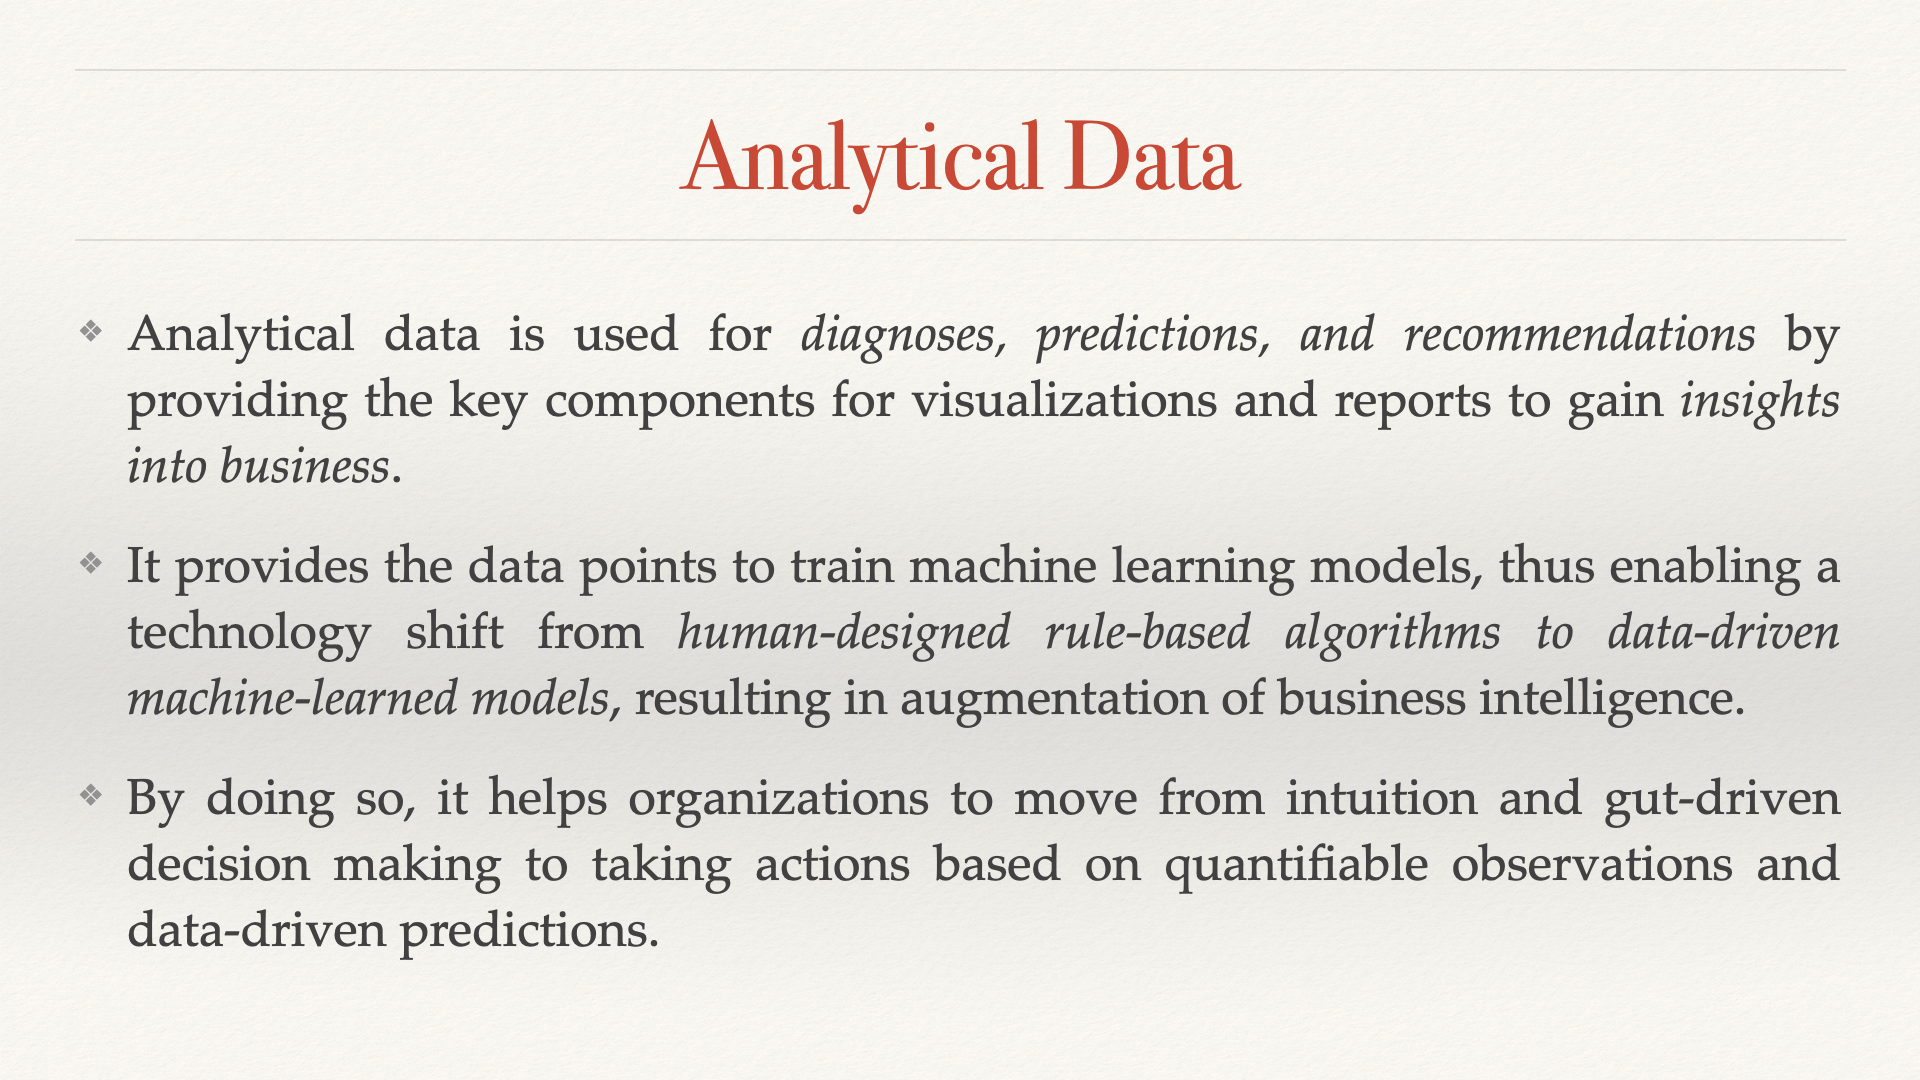 Analytical Data
❖ Analytical data is used for diagnoses, predictions, and recommendations by
providing the key components for visualizations and reports to gain insights
into business.
❖ It provides the data points to train machine learning models, thus enabling a
technology shift from human-designed rule-based algorithms to data-driven
machine-learned models, resulting in augmentation of business intelligence.
❖ By doing so, it helps organizations to move from intuition and gut-driven
decision making to taking actions based on quantifiable observations and
data-driven predictions.